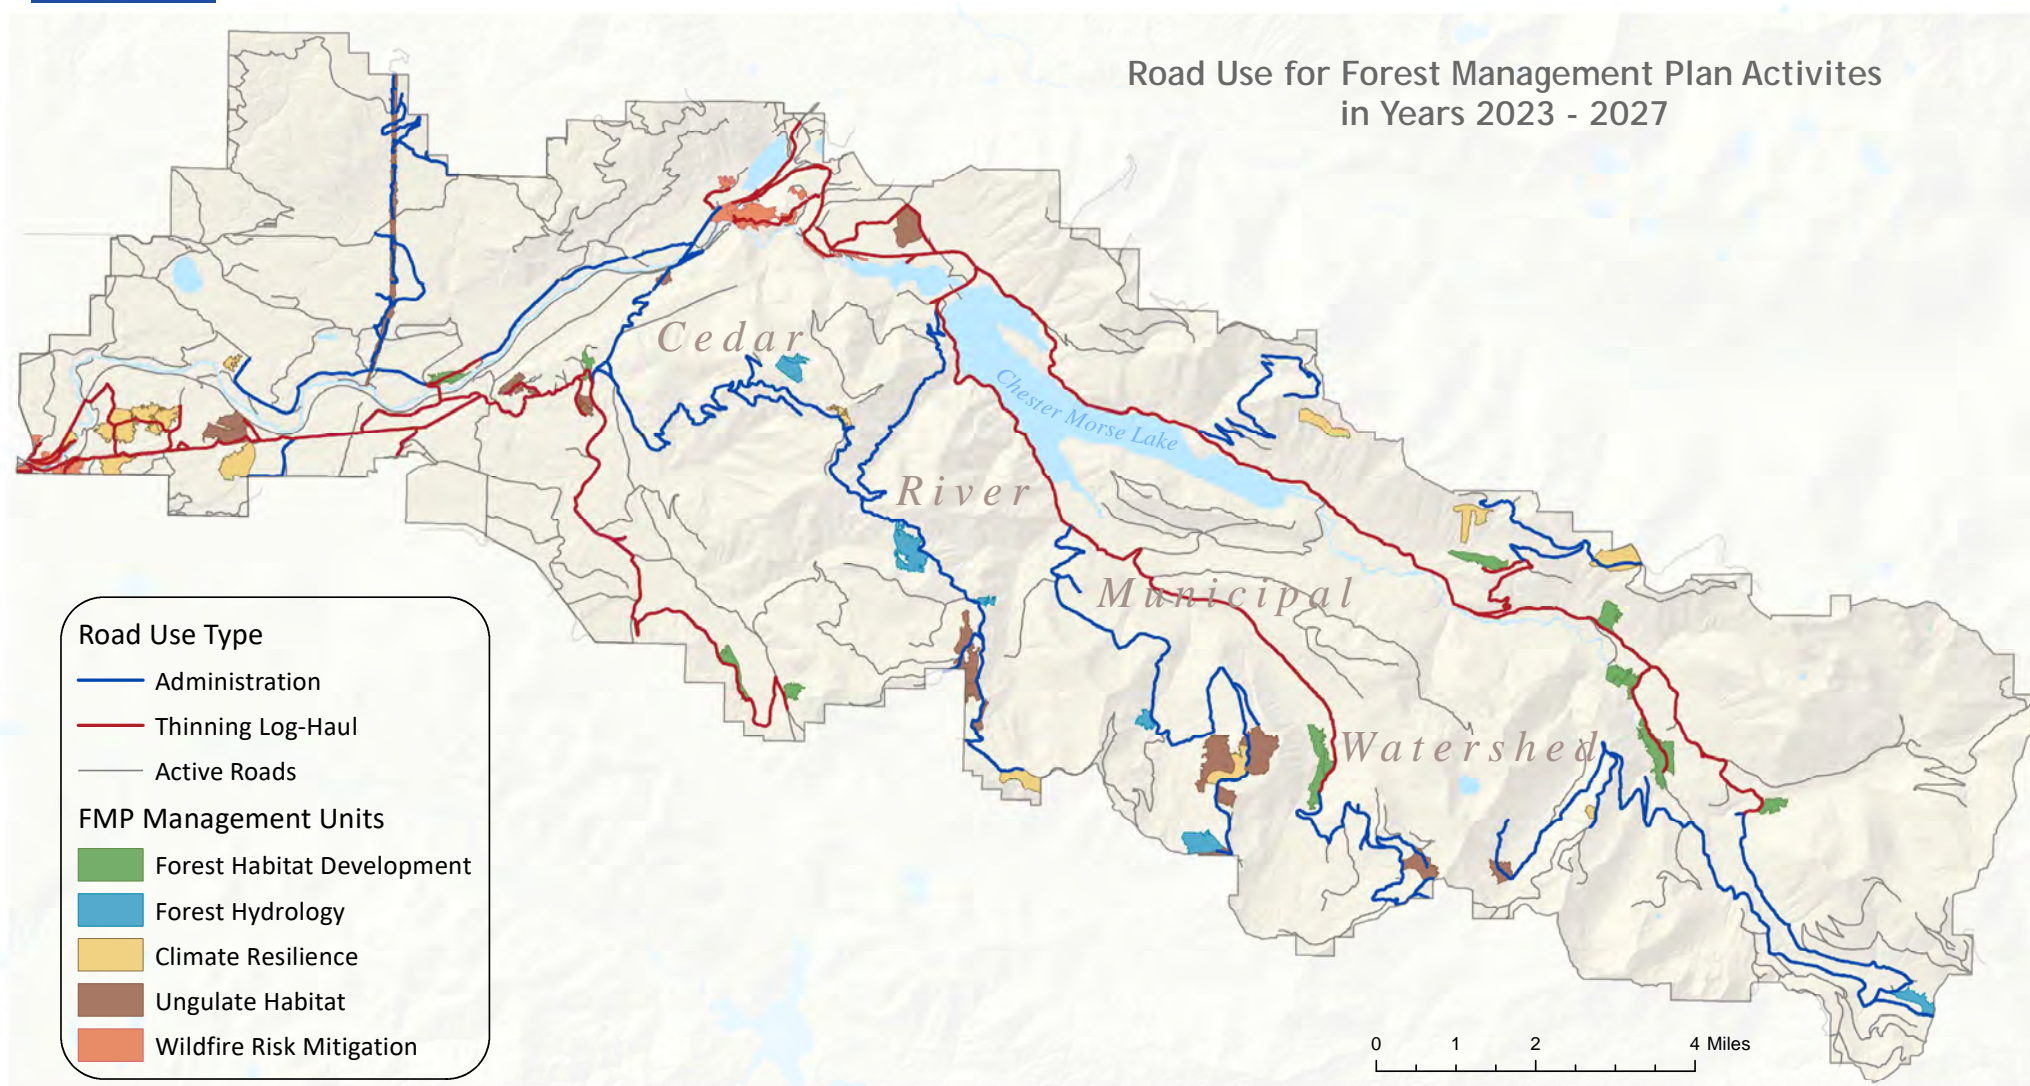 Road Use for Forest Management Plan Activites
in Years 2023 - 2027
Cedar
River
Chester Morse Lake
Municipal
Watershed
Road Use Type
Administration
Thinning Log-Haul
Active Roads
FMP Management Units
Forest Habitat Development
Forest Hydrology
Climate Resilience
Ungulate Habitat
Wildfire Risk Mitigation
0 1 2 4 Miles